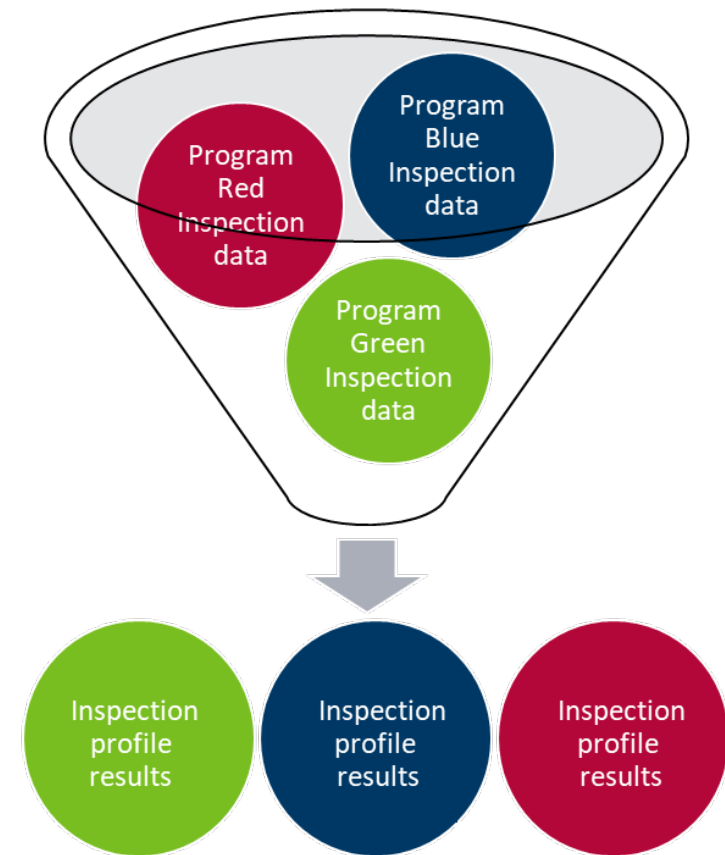 Program
Red
Inspection
data
Program
Blue
Inspection
data
Program
Green
Inspection
data
Inspection
profile
results
Inspection
profile
results
Inspection
profile
results